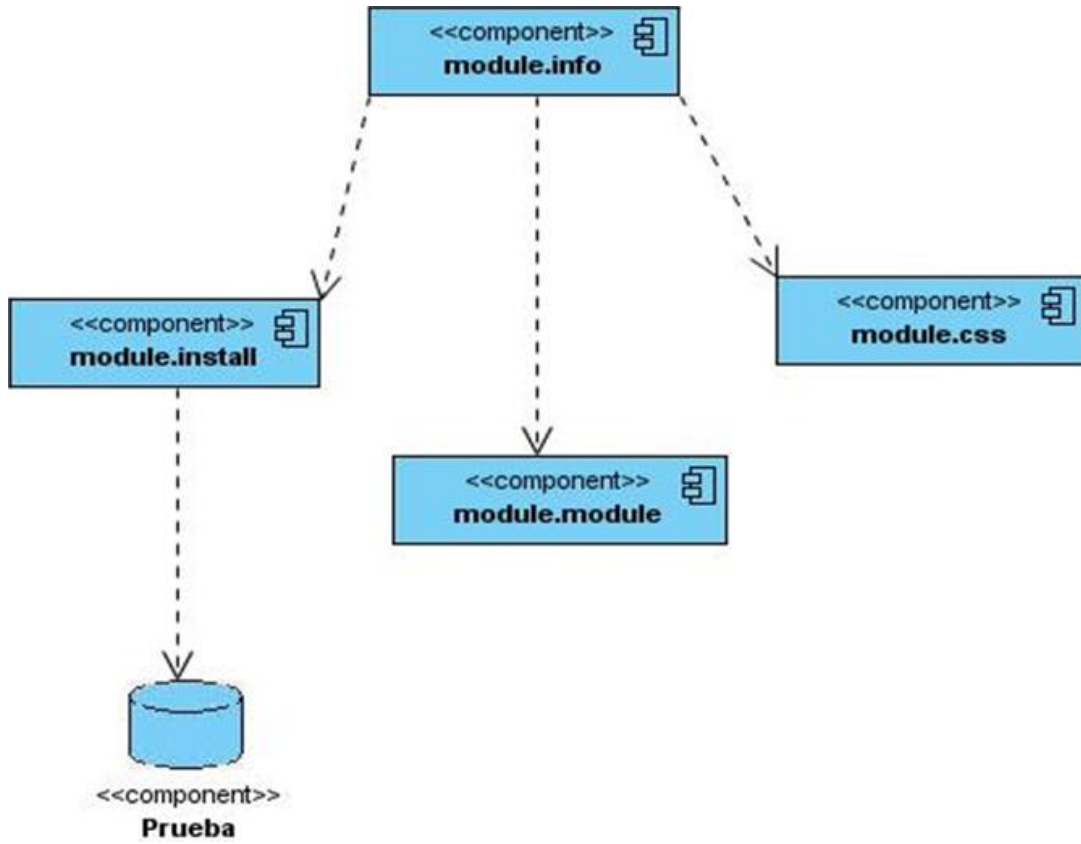 <<component>>
module.info
<<component>>
module.install
<<component>>
module.css
<<component>>
module.module
<<component>>
Prueba